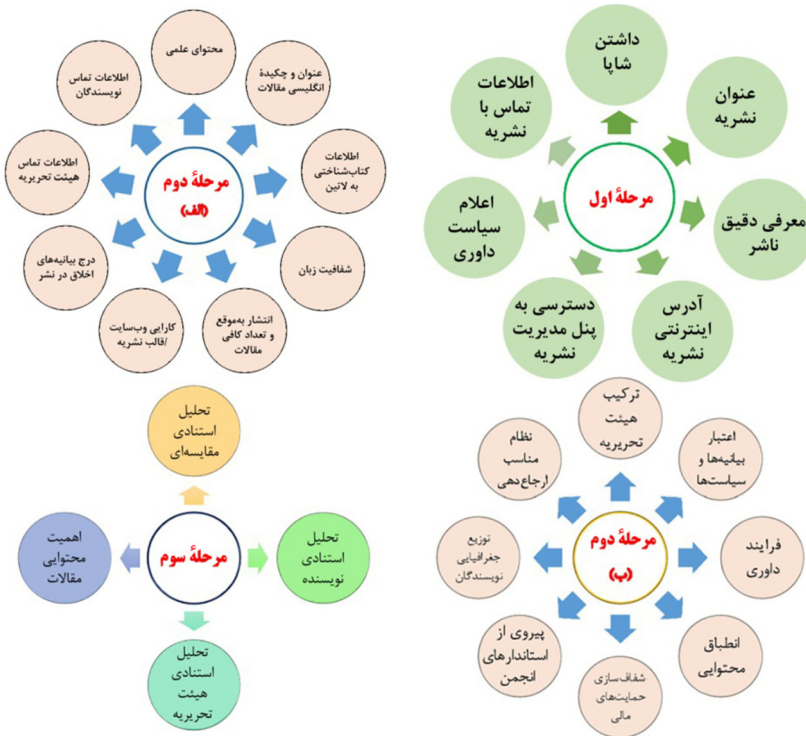 مرحلهٔ اول
داشتن
شاپا
عنوان
نشریه
معرفی دقیق
ناشر
آدرس
اینترنتی
نشریه
دسترسی به
پنل مدیریت
نشریه
اعلام
سیاست
داوری
اطلاعات
تماس با
نشریه
مرحلهٔ دوم
(الف)
محتوای علمی
عنوان و چکیدهٔ
انگلیسی مقالات
اطلاعات
کتاب‌شناختی
به لاتین
شفافیت زبان
انتشار به‌موقع
و تعداد کافی
مقالات
کارایی وب‌سایت
/قالب نشریه
درج بیانیه‌های
اخلاق در نشر
اطلاعات تماس
هیئت تحریریه
اطلاعات تماس
نویسندگان
مرحلهٔ دوم
(ب)
ترکیب
هیئت
تحریریه
اعتبار
بیانیه‌ها و
سیاست‌ها
فرایند
داوری
انطباق
محتوایی
شفاف‌سازی
حمایت‌های
مالی
پیروی از
استاندارهای
انجمن
توزیع
جغرافیایی
نویسندگان
نظام
مناسب
ارجاع‌دهی
مرحلهٔ سوم
تحلیل
استنادی
مقایسه‌ای
تحلیل
استنادی
نویسنده
تحلیل
استنادی
هیئت
تحریریه
اهمیت
محتوایی
مقالات